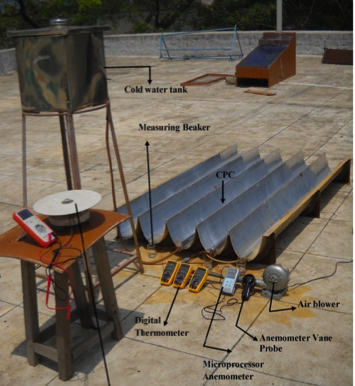 Cold water tank
Measuring Beaker
CPC
Air blower
Digital
Thermometer
Anemometer Vane
Probe
Microprocessor
Anemometer